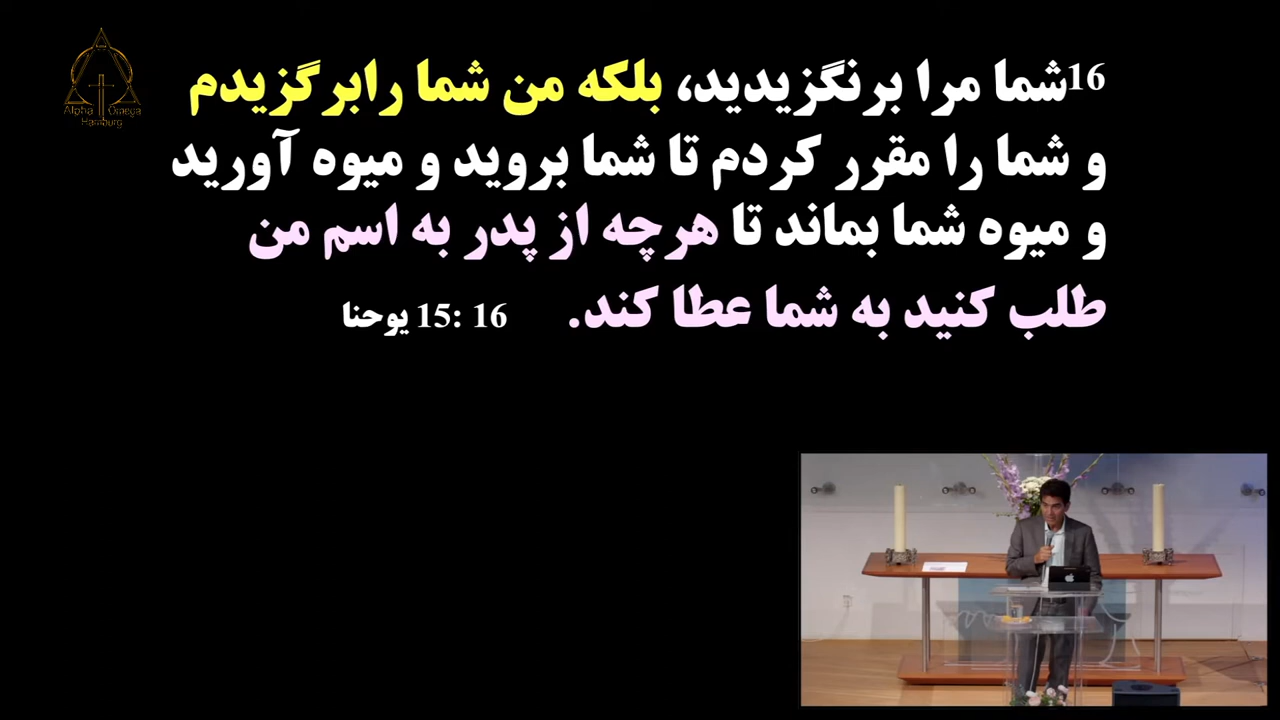 Alpha Omega
Hamburg
16شما مرا برنگزیدید، بلکه من شما رابرگزیدم
و شما را مقرر کردم تا شما بروید و میوه آورید
و میوه شما بماند تا هرچه از پدر به اسم من
طلب کنید به شما عطا کند. 16 :15 یوحنا